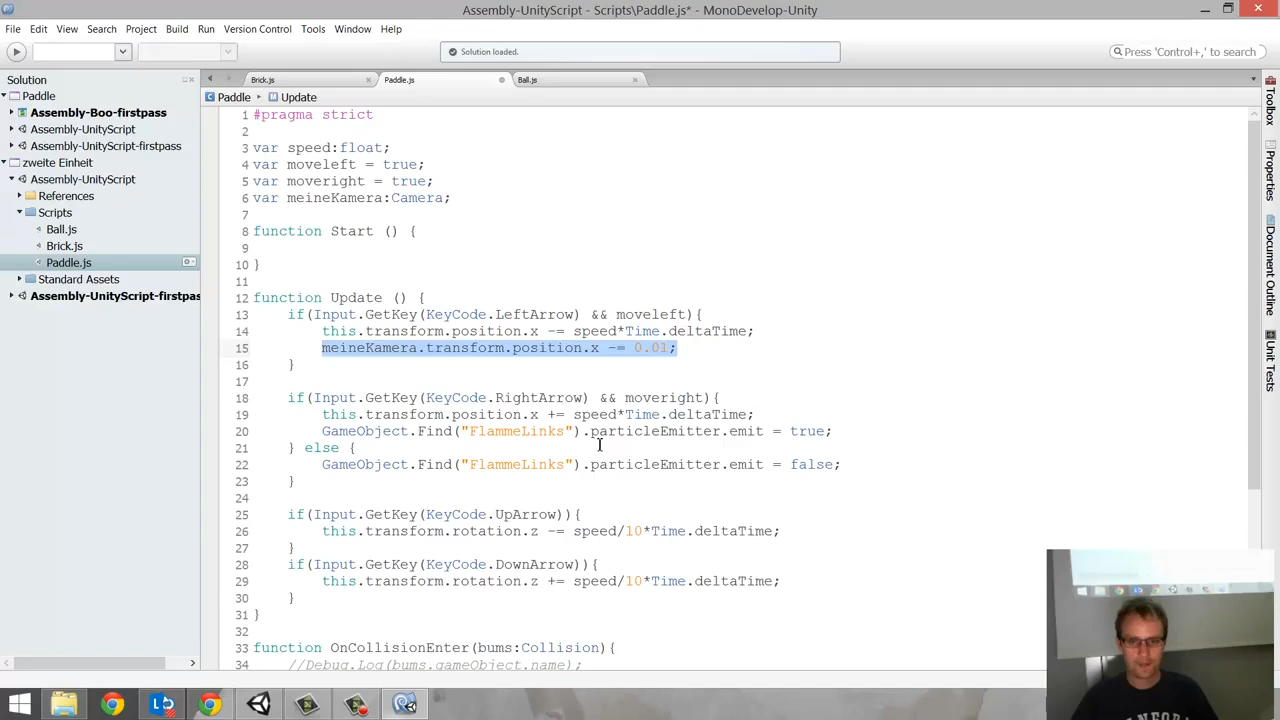 Assembly-UnityScript - Scripts\Paddle.js* - MonoDevelop-Unity
File Edit View Search Project Build Run Version Control Tools Window Help
Solution loaded.
Press 'Control+,' to search
Solution
Brick.js
Paddle.js
Ball.js
Paddle
Update
Paddle
Assembly-Boo-firstpass
Assembly-UnityScript
Assembly-UnityScript-firstpass
zweite Einheit
Assembly-UnityScript
References
Scripts
Ball.js
Brick.js
Paddle.js
Standard Assets
Assembly-UnityScript-firstpas
1 #pragma strict
2
3 var speed:float;
4 var moveleft = true;
5 var moveright = true;
6 var meineKamera:Camera;
7
8 function Start () {
9
10 }
11
12 function Update () {
13 if(Input.GetKey(KeyCode.LeftArrow) && moveleft){
14 this.transform.position.x -= speed*Time.deltaTime;
15 meineKamera.transform.position.x -= 0.01;
16 }
17
18 if(Input.GetKey(KeyCode.RightArrow) && moveright){
19 this.transform.position.x += speed*Time.deltaTime;
20 GameObject.Find("FlammeLinks").particleEmitter.emit = true;
21 } else {
22 GameObject.Find("FlammeLinks").particleEmitter.emit = false;
23 }
24
25 if(Input.GetKey(KeyCode.UpArrow)){
26 this.transform.rotation.z -= speed/10*Time.deltaTime;
27 }
28 if(Input.GetKey(KeyCode.DownArrow)){
29 this.transform.rotation.z += speed/10*Time.deltaTime;
30 }
31 }
32
33 function OnCollisionEnter(bums:Collision){
34 //Debug.Log(bums.gameObject.name);
Toolbox
Properties
Document Outline
Unit Tests